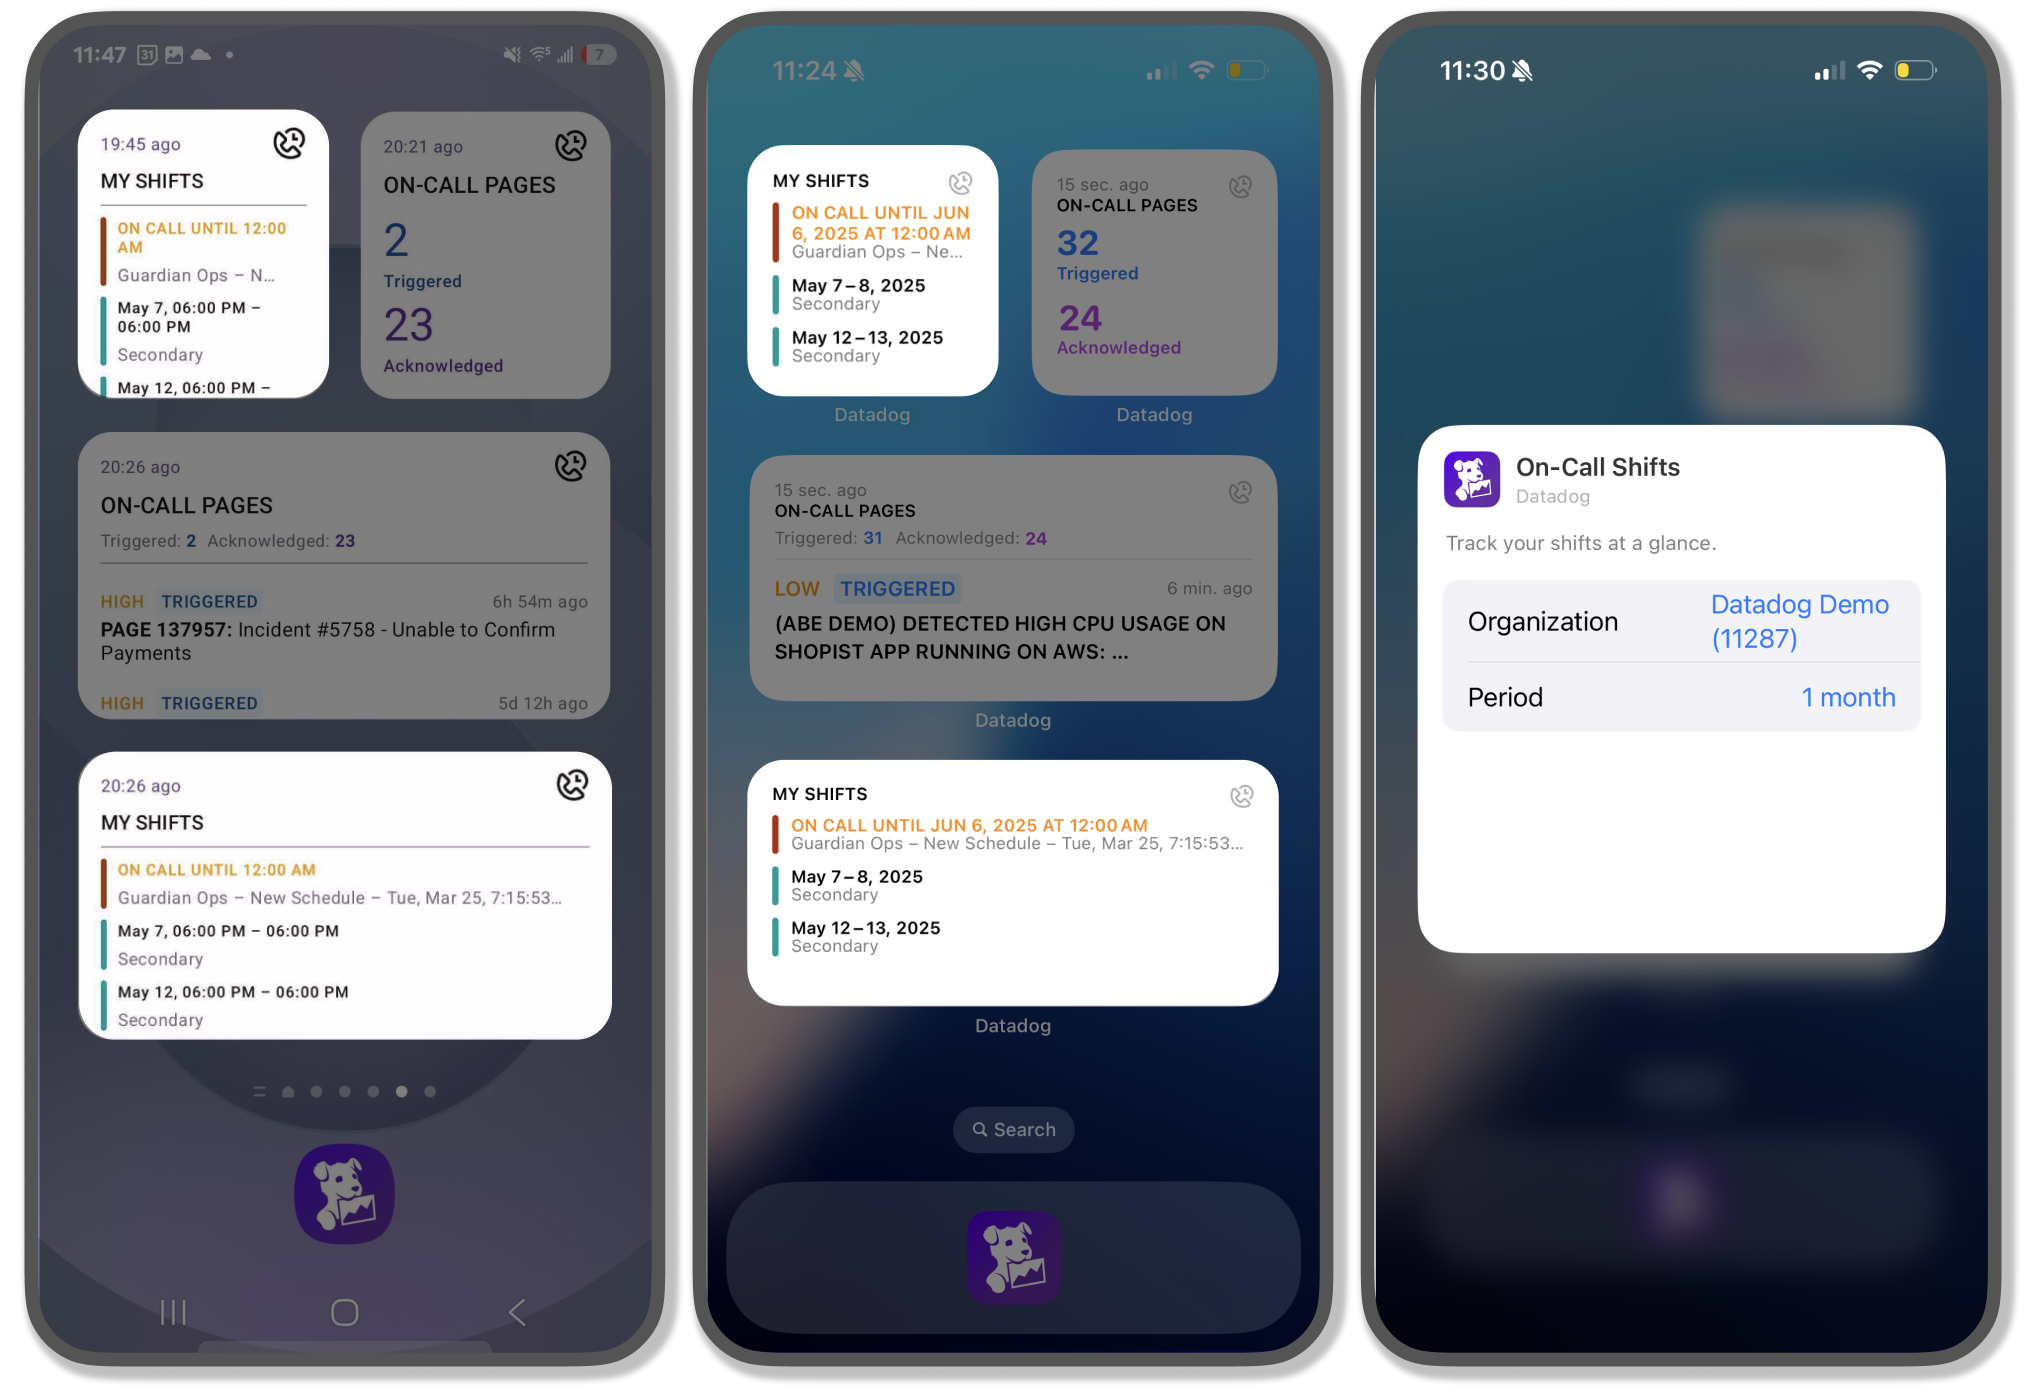 11:47
31
7
19:45 ago
MY SHIFTS
ON CALL UNTIL 12:00
AM
Guardian Ops – N...
May 7, 06:00 PM –
06:00 PM
Secondary
May 12, 06:00 PM –
20:21 ago
ON-CALL PAGES
2
Triggered
23
Acknowledged
20:26 ago
ON-CALL PAGES
Triggered: 2 Acknowledged: 23
HIGH TRIGGERED 6h 54m ago
PAGE 137957: Incident #5758 - Unable to Confirm
Payments
HIGH TRIGGERED 5d 12h ago
20:26 ago
MY SHIFTS
ON CALL UNTIL 12:00 AM
Guardian Ops – New Schedule – Tue, Mar 25, 7:15:53...
May 7, 06:00 PM – 06:00 PM
Secondary
May 12, 06:00 PM – 06:00 PM
Secondary
11:24
MY SHIFTS
ON CALL UNTIL JUN
6, 2025 AT 12:00 AM
Guardian Ops – Ne...
May 7 – 8, 2025
Secondary
May 12 – 13, 2025
Secondary
Datadog
15 sec. ago
ON-CALL PAGES
32
Triggered
24
Acknowledged
Datadog
15 sec. ago
ON-CALL PAGES
Triggered: 31 Acknowledged: 24
LOW TRIGGERED 6 min. ago
(ABE DEMO) DETECTED HIGH CPU USAGE ON
SHOPIST APP RUNNING ON AWS: ...
Datadog
MY SHIFTS
ON CALL UNTIL JUN 6, 2025 AT 12:00 AM
Guardian Ops – New Schedule – Tue, Mar 25, 7:15:53...
May 7 – 8, 2025
Secondary
May 12 – 13, 2025
Secondary
Datadog
Search
11:30
On-Call Shifts
Datadog
Track your shifts at a glance.
Organization Datadog Demo
(11287)
Period 1 month